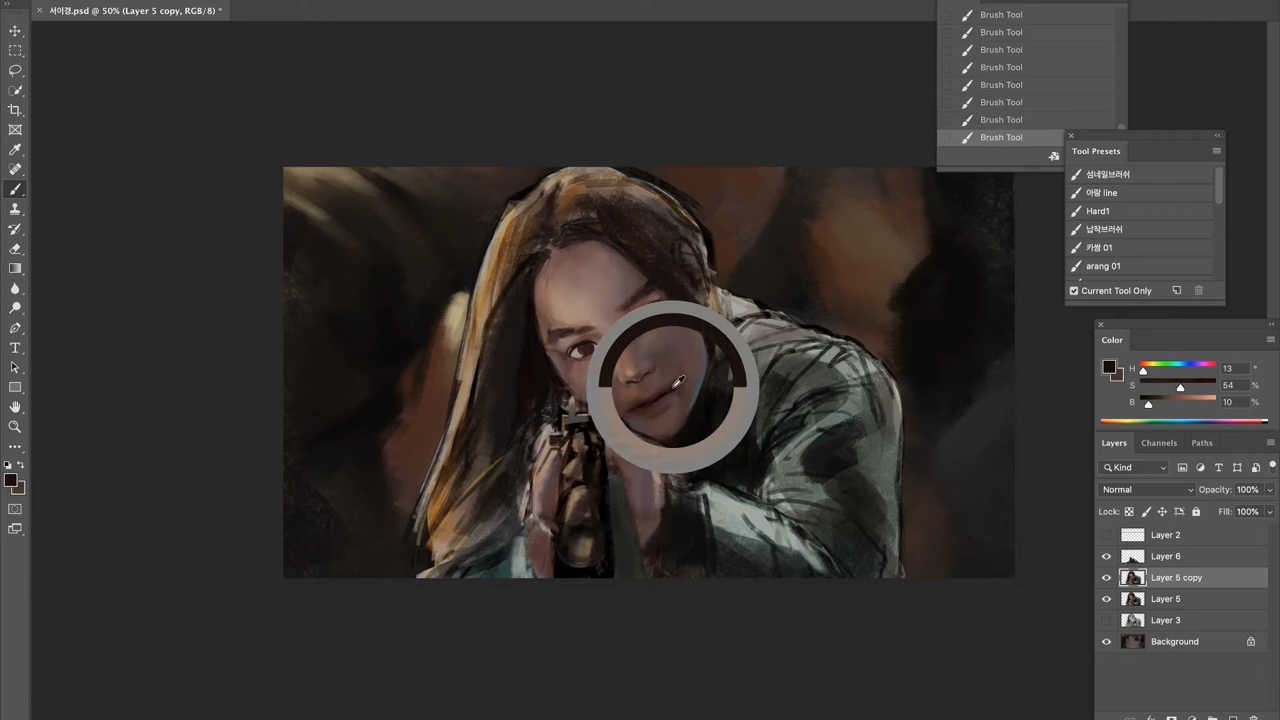 서이경.psd @ 50% (Layer 5 copy, RGB/8) *
Brush Tool
Brush Tool
Brush Tool
Brush Tool
Brush Tool
Brush Tool
Brush Tool
Brush Tool
Tool Presets
섬네일브러쉬
아랑 line
Hard1
납작브러쉬
카쌈 01
arang 01
Current Tool Only
Color
H 13 °
S 54 %
B 10 %
Layers Channels Paths
Kind
Normal Opacity: 100%
Lock: Fill: 100%
Layer 2
Layer 6
Layer 5 copy
Layer 5
Layer 3
Background